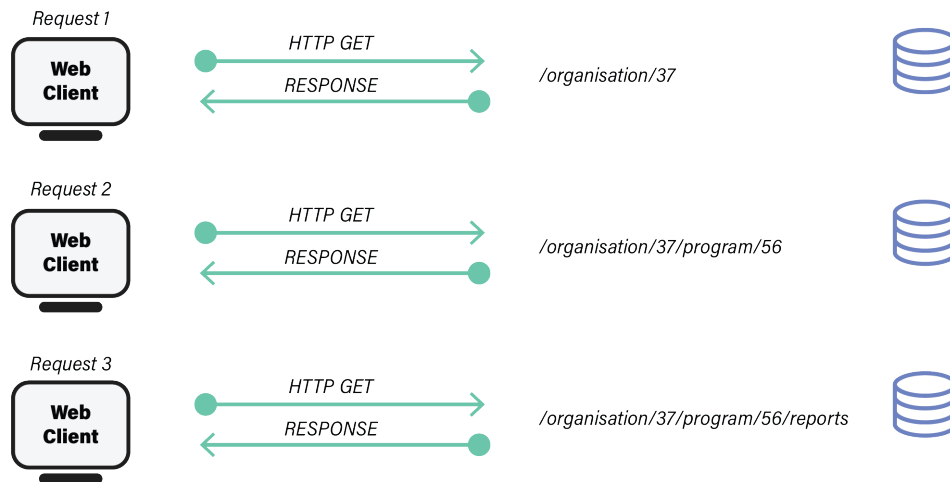 Request 1
Web
Client
HTTP GET
RESPONSE
/organisation/37
Request 2
Web
Client
HTTP GET
RESPONSE
/organisation/37/program/56
Request 3
Web
Client
HTTP GET
RESPONSE
/organisation/37/program/56/reports